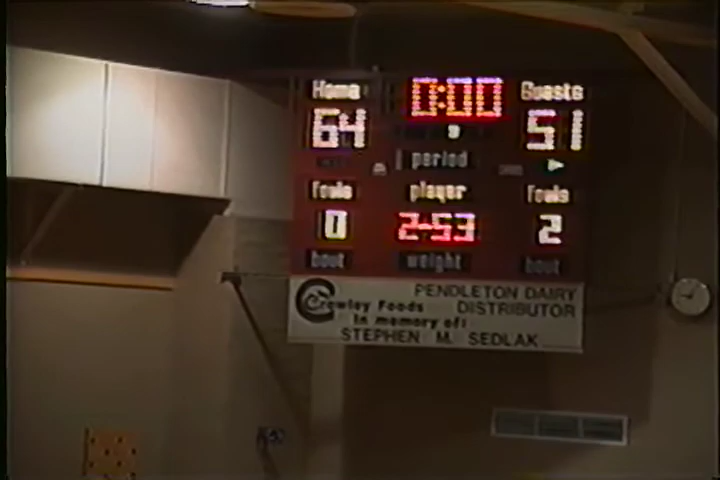 Home 0:00 Guests
64 51
period
fouls player fouls
0 2-53 2
bout weight bout
PENDLETON DAIRY
Crowley Foods DISTRIBUTOR
In memory of:
STEPHEN M. SEDLAK